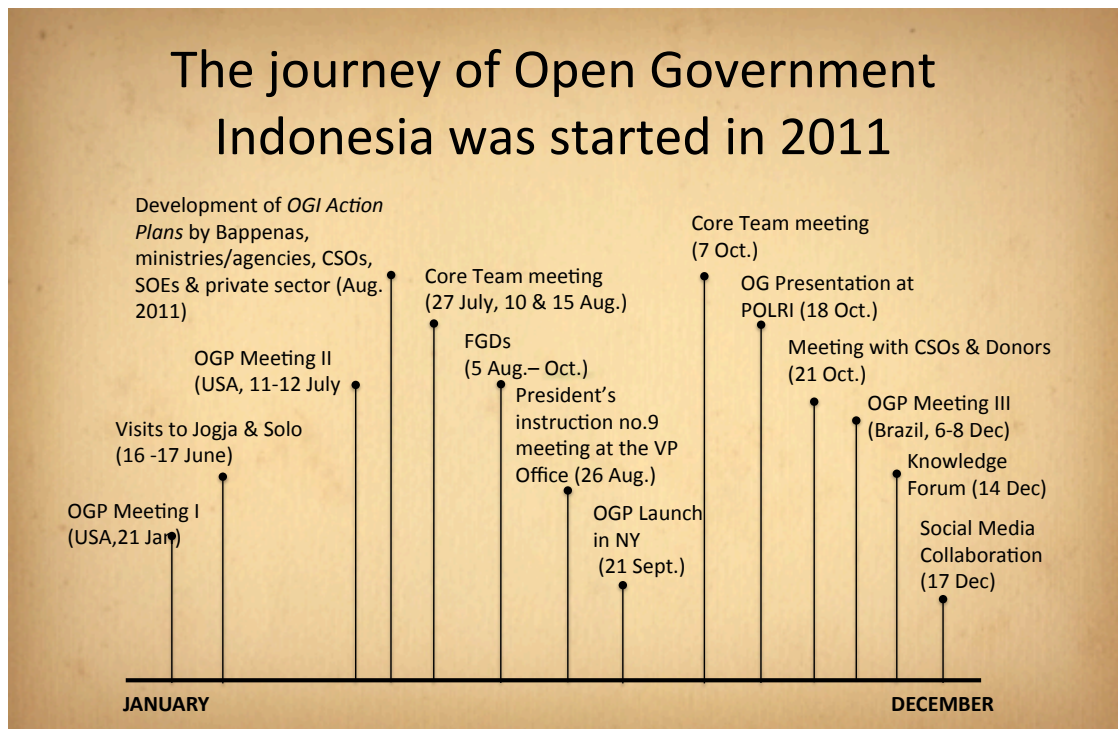 The journey of Open Government
Indonesia was started in 2011
Development of OGI Action
Plans by Bappenas,
ministries/agencies, CSOs,
SOEs & private sector (Aug.
2011)
Core Team meeting
(27 July, 10 & 15 Aug.)
FGDs
(5 Aug.– Oct.)
OGP Meeting II
(USA, 11-12 July
President’s
instruction no.9
meeting at the VP
Office (26 Aug.)
Visits to Jogja & Solo
(16 -17 June)
OGP Meeting I
(USA,21 Jan)
OGP Launch
in NY
(21 Sept.)
Core Team meeting
(7 Oct.)
OG Presentation at
POLRI (18 Oct.)
Meeting with CSOs & Donors
(21 Oct.)
OGP Meeting III
(Brazil, 6-8 Dec)
Knowledge
Forum (14 Dec)
Social Media
Collaboration
(17 Dec)
JANUARY
DECEMBER